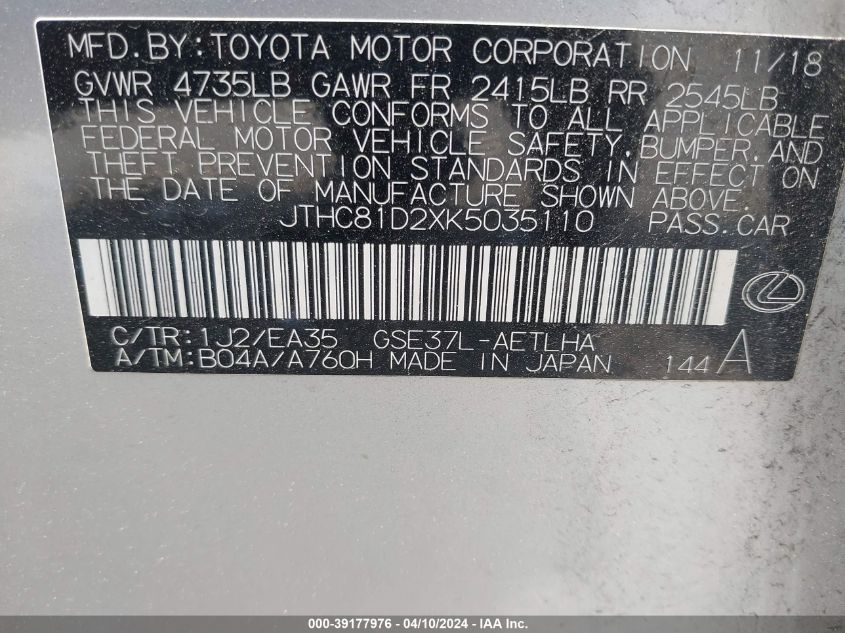 MFD. BY: TOYOTA MOTOR CORPORATION 11/18
GVWR 4735LB GAWR FR 2415LB RR 2545LB
THIS VEHICLE CONFORMS TO ALL APPLICABLE
FEDERAL MOTOR VEHICLE SAFETY, BUMPER, AND
THEFT PREVENTION STANDARDS IN EFFECT ON
THE DATE OF MANUFACTURE SHOWN ABOVE.
JTHC81D2XK5035110 PASS. CAR
C/TR: 1J2/EA35 GSE37L-AETLHA
A/TM: B04A/A760H MADE IN JAPAN 144 A
000-39177976 - 04/10/2024 - IAA Inc.